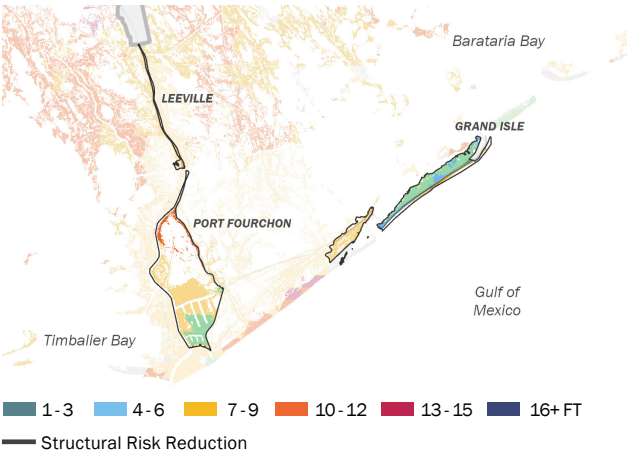 Barataria Bay
LEEVILLE
GRAND ISLE
PORT FOURCHON
Gulf of
Mexico
Timbalier Bay
1 - 3 4 - 6 7 - 9 10 - 12 13 - 15 16+ FT
Structural Risk Reduction